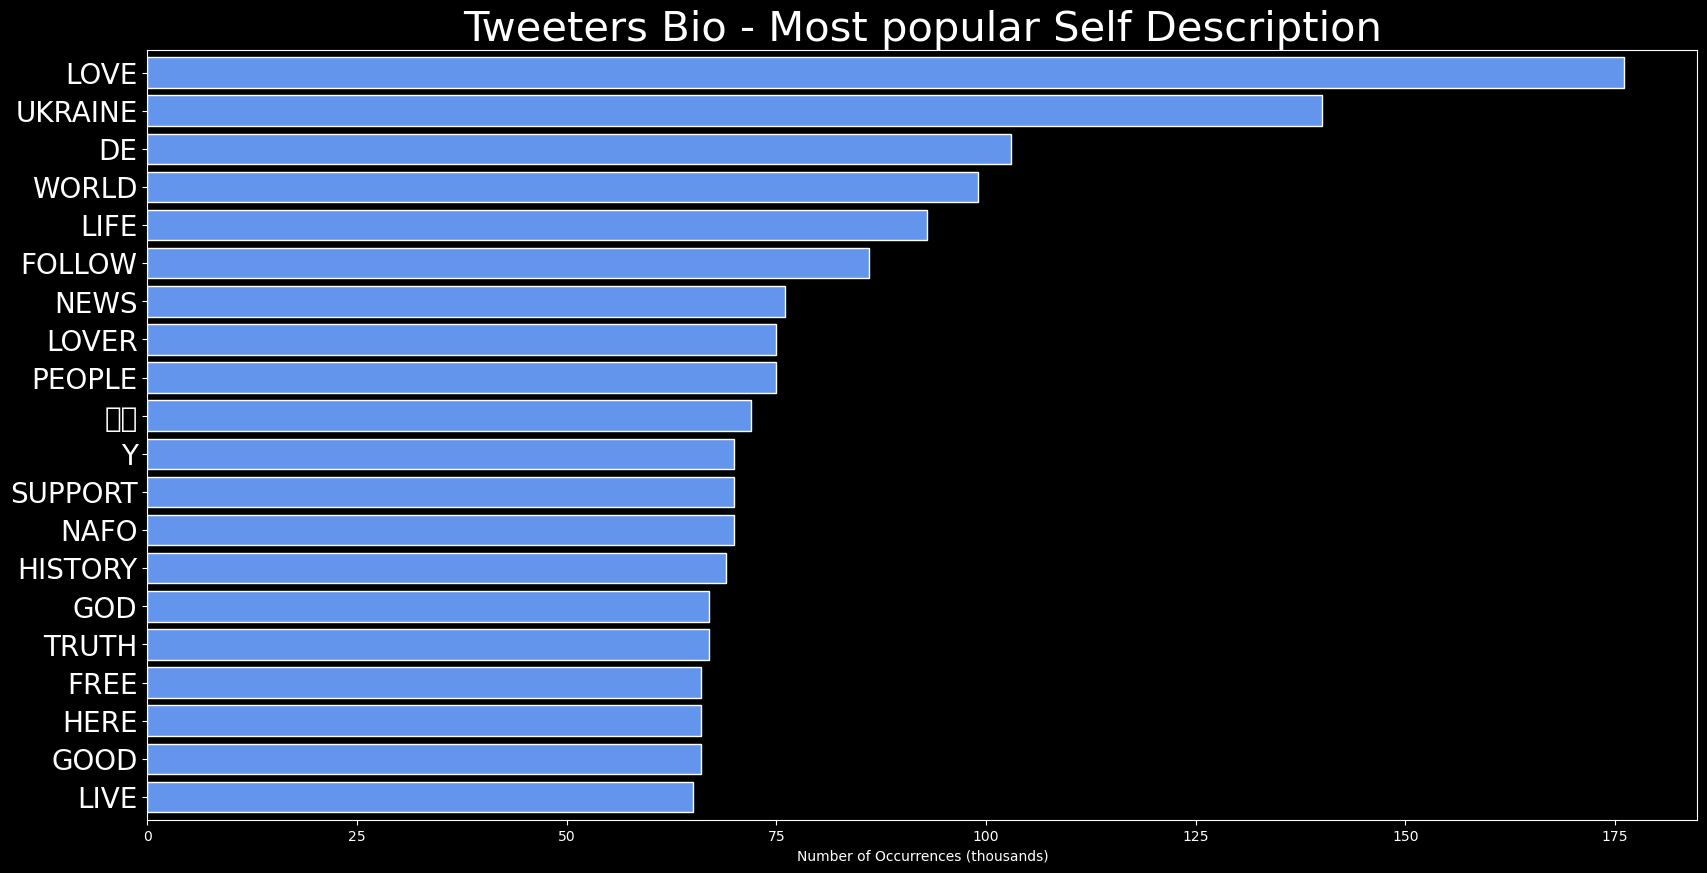 Tweeters Bio - Most popular Self Description
LOVE
UKRAINE
DE
WORLD
LIFE
FOLLOW
NEWS
LOVER
PEOPLE
Y
SUPPORT
NAFO
HISTORY
GOD
TRUTH
FREE
HERE
GOOD
LIVE
0 25 50 75 100 125 150 175
Number of Occurrences (thousands)